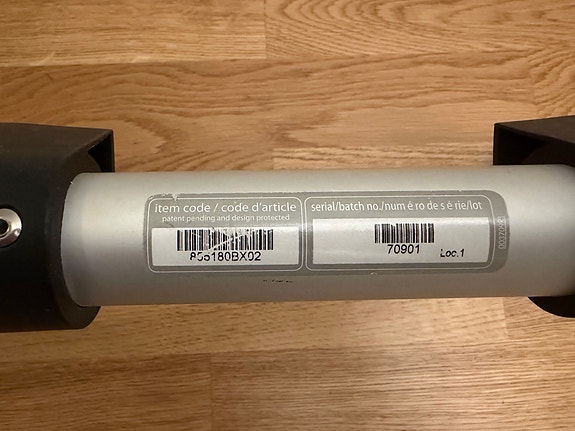 item code / code d'article
patent pending and design protected
805180BX02
serial/batch no./num é ro de s é rie/lot
70901 Loc.1